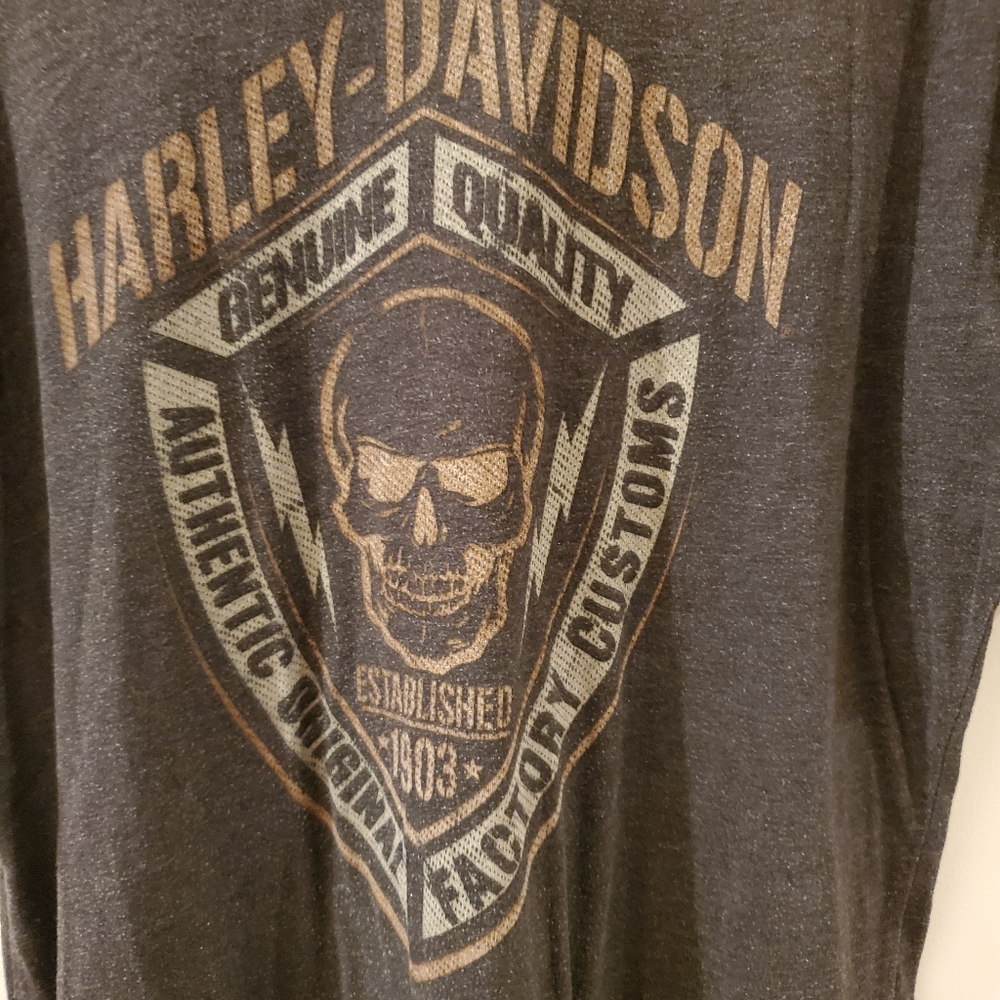 HARLEY-DAVIDSON
GENUINE QUALITY
AUTHENTIC ORIGINAL
FACTORY CUSTOMS
ESTABLISHED
1903